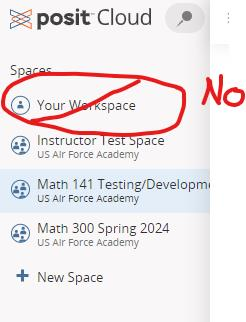 posit Cloud
Spaces
Your Workspace
No
Instructor Test Space
US Air Force Academy
Math 141 Testing/Developme
US Air Force Academy
Math 300 Spring 2024
US Air Force Academy
New Space